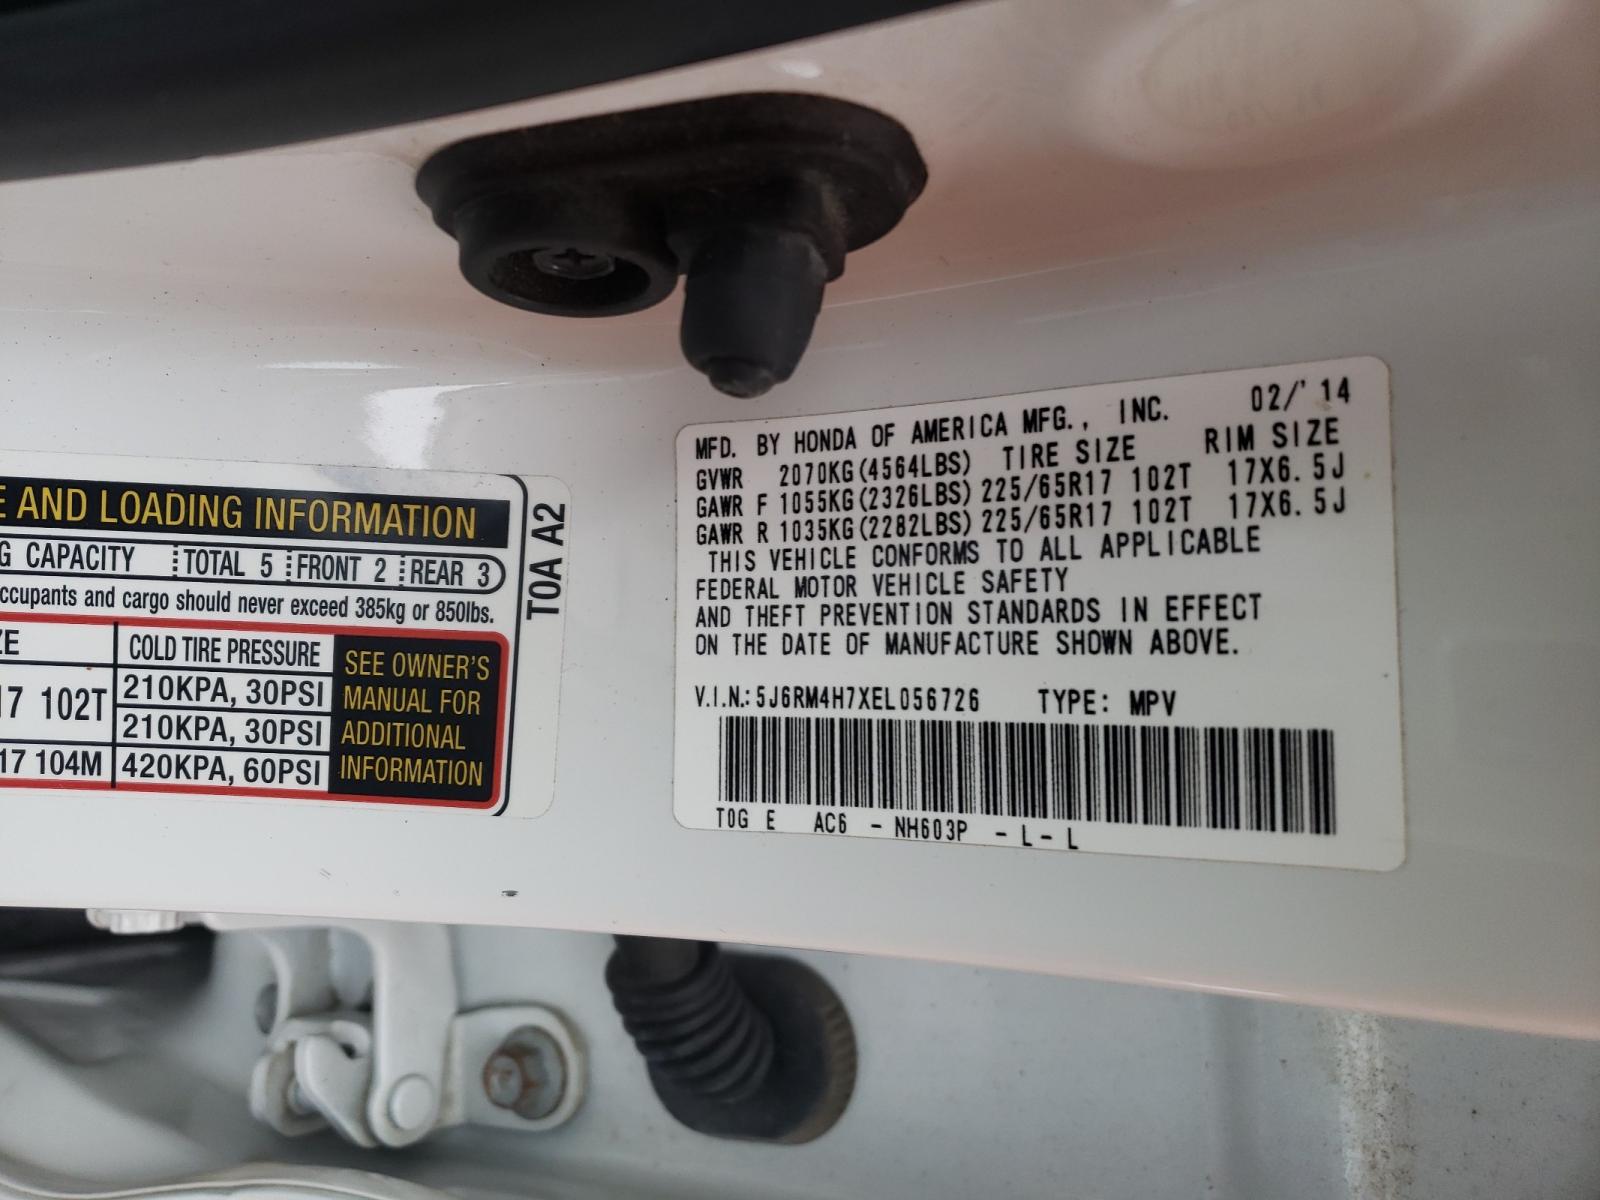 E AND LOADING INFORMATION
G CAPACITY TOTAL 5 FRONT 2 REAR 3
ccupants and cargo should never exceed 385kg or 850lbs.
ZE COLD TIRE PRESSURE
17 102T 210KPA, 30PSI
210KPA, 30PSI
17 104M 420KPA, 60PSI
SEE OWNER'S
MANUAL FOR
ADDITIONAL
INFORMATION
T0A A2
MFD. BY HONDA OF AMERICA MFG., INC. 02/'14
GVWR 2070KG(4564LBS) TIRE SIZE RIM SIZE
GAWR F 1055KG(2326LBS) 225/65R17 102T 17X6.5J
GAWR R 1035KG(2282LBS) 225/65R17 102T 17X6.5J
THIS VEHICLE CONFORMS TO ALL APPLICABLE
FEDERAL MOTOR VEHICLE SAFETY
AND THEFT PREVENTION STANDARDS IN EFFECT
ON THE DATE OF MANUFACTURE SHOWN ABOVE.
V.I.N.: 5J6RM4H7XEL056726 TYPE: MPV
T0G E AC6 - NH603P - L - L